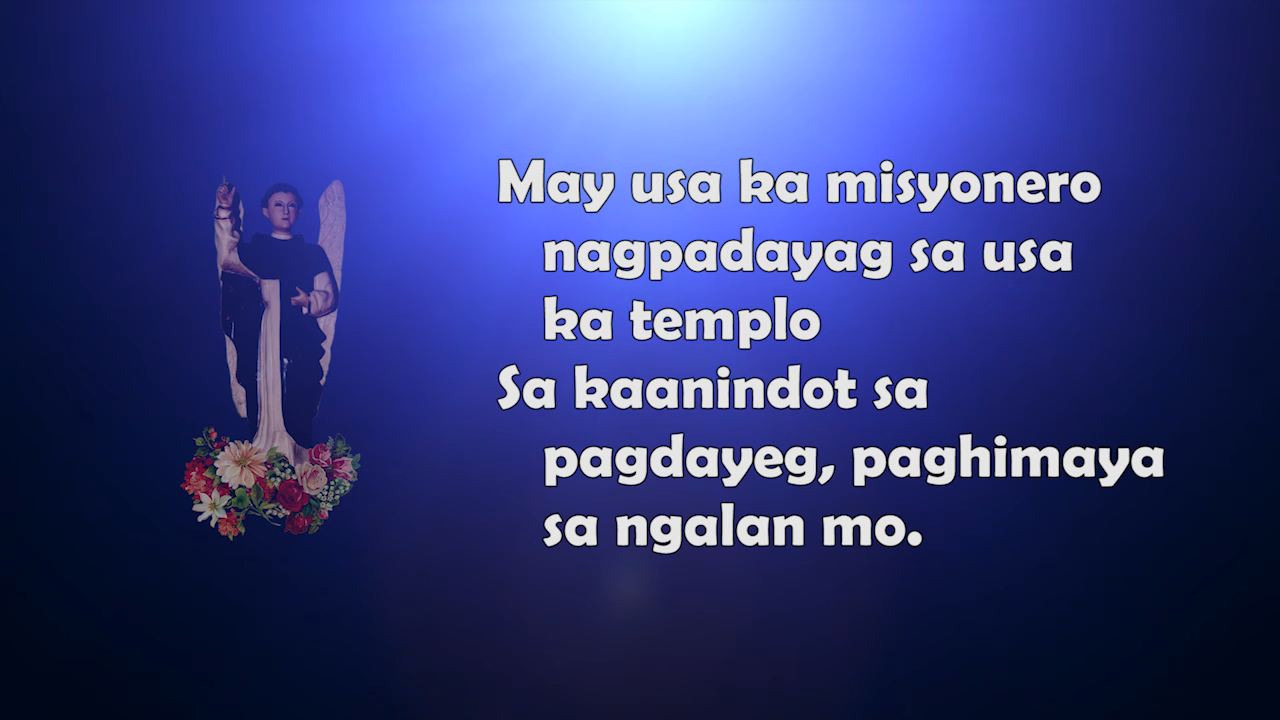 May usa ka misyonero
nagpadayag sa usa
ka templo
Sa kaanindot sa
pagdayeg, paghimaya
sa ngalan mo.